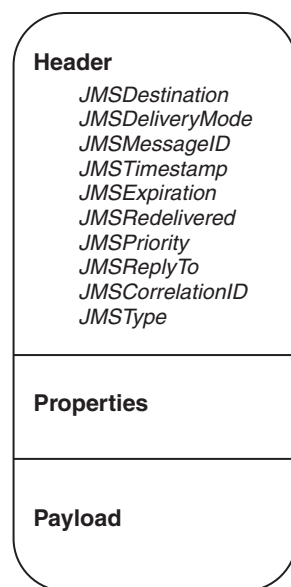 Header
JMSDestination
JMSDeliveryMode
JMSMessageID
JMSTimestamp
JMSExpiration
JMSRedelivered
JMSPriority
JMSReplyTo
JMSCorrelationID
JMSType
Properties
Payload